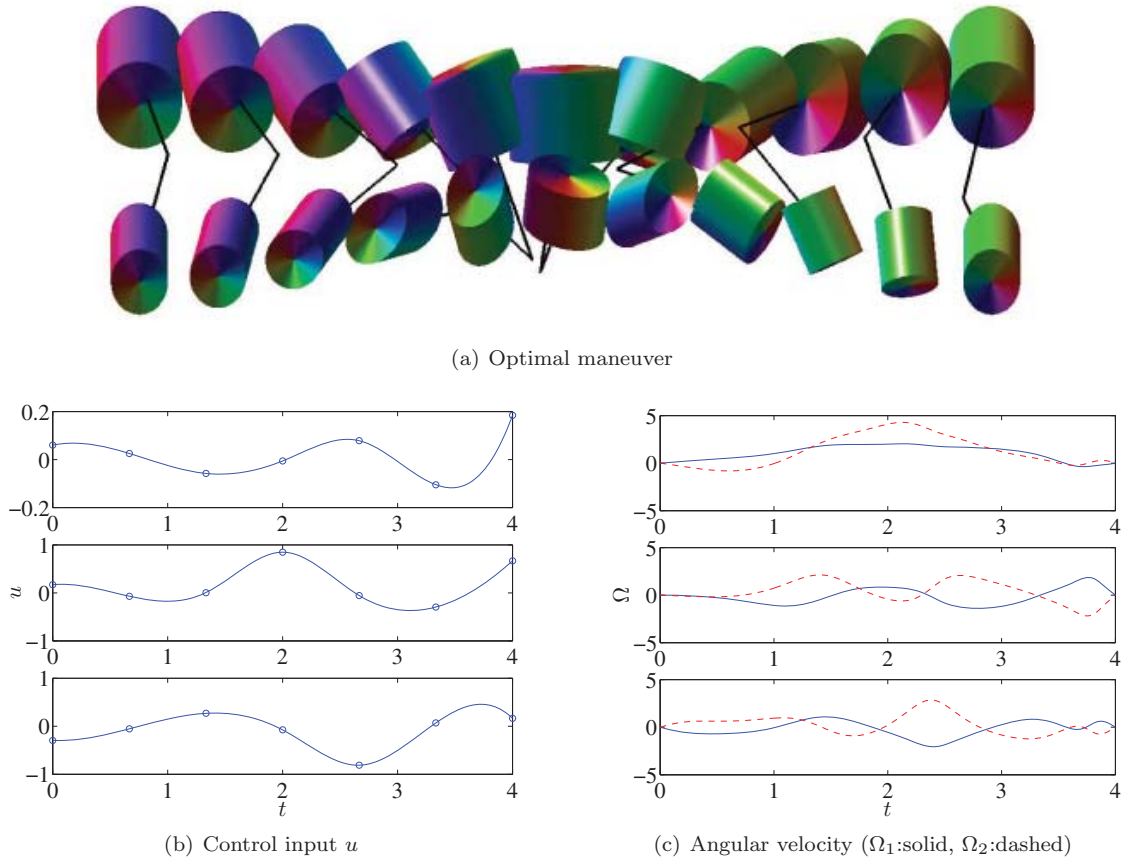 (a) Optimal maneuver
0.2
0
−0.2
0 1 2 3 4
1
0
−1
0 1 2 3 4
u
1
0
−1
0 1 2 3 4
t
(b) Control input u
5
0
−5
0 1 2 3 4
5
0
−5
0 1 2 3 4
Ω
5
0
−5
0 1 2 3 4
t
(c) Angular velocity (Ω₁:solid, Ω₂:dashed)